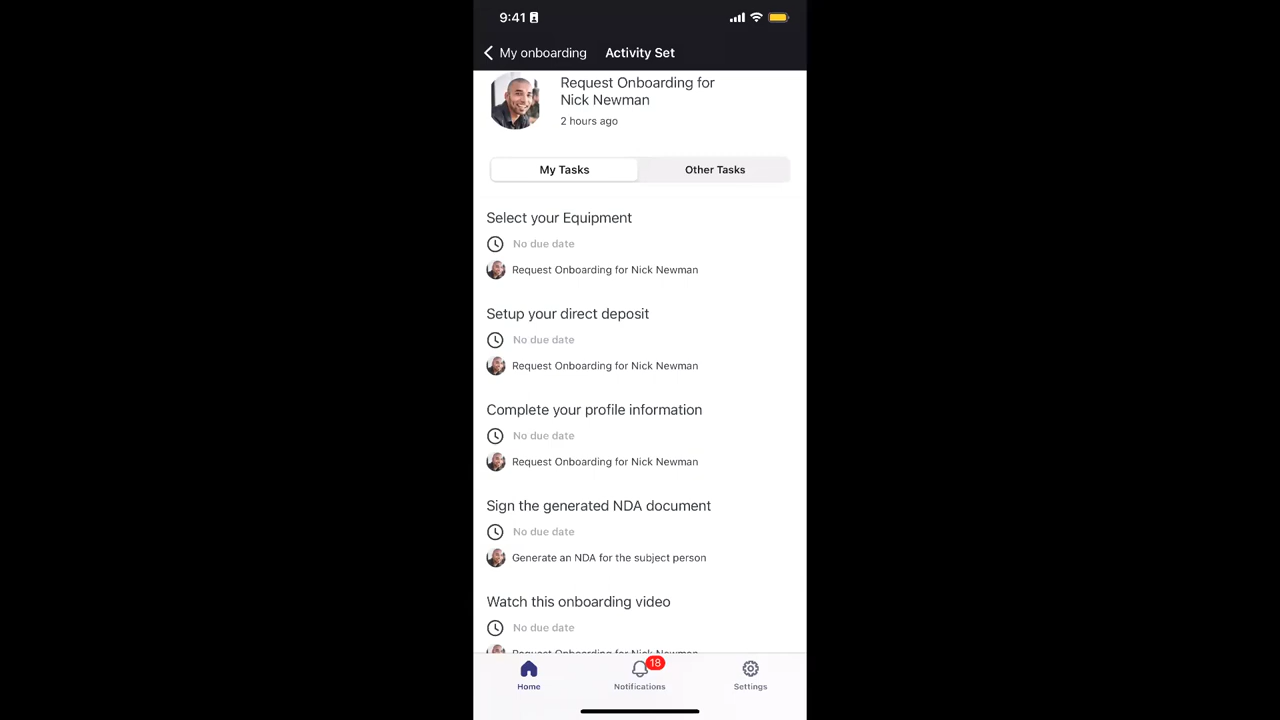 9:41
My onboarding
Activity Set
Request Onboarding for
Nick Newman
2 hours ago
My Tasks
Other Tasks
Select your Equipment
No due date
Request Onboarding for Nick Newman
Setup your direct deposit
No due date
Request Onboarding for Nick Newman
Complete your profile information
No due date
Request Onboarding for Nick Newman
Sign the generated NDA document
No due date
Generate an NDA for the subject person
Watch this onboarding video
No due date
Request Onboarding for Nick Newman
18
Home
Notifications
Settings